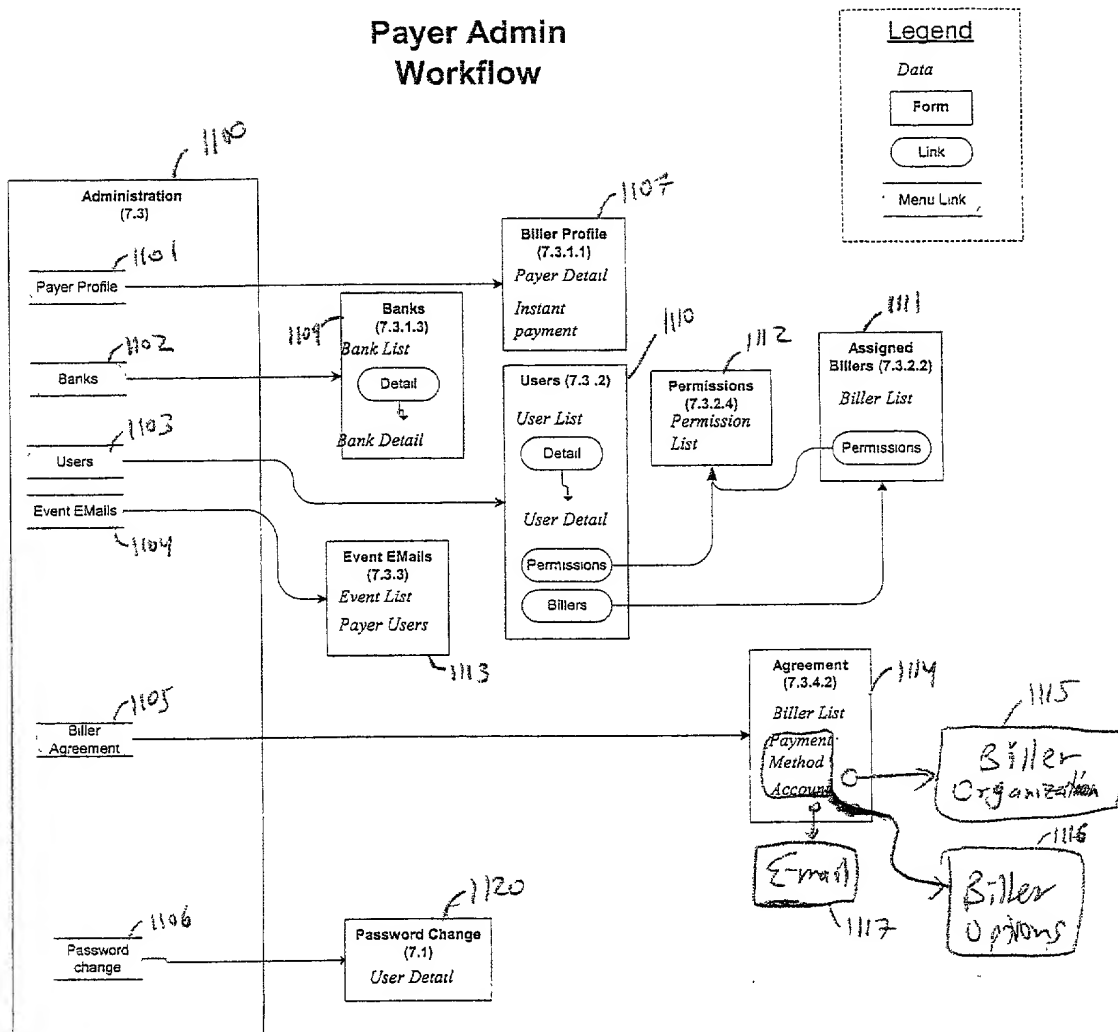 Payer Admin
Workflow
Legend
Data
Form
Link
Menu Link
1100
Administration
(7.3)
1101
Payer Profile
1107
Biller Profile
(7.3.1.1)
Payer Detail
Instant
payment
1102
Banks
1109
Banks
(7.3.1.3)
Bank List
Detail
Bank Detail
1103
Users
1110
Users (7.3 .2)
User List
Detail
User Detail
Permissions
Billers
1112
Permissions
(7.3.2.4)
Permission
List
1111
Assigned
Billers (7.3.2.2)
Biller List
Permissions
Event EMails
1104
Event EMails
(7.3.3)
Event List
Payer Users
1113
1105
Biller
Agreement
1114
Agreement
(7.3.4.2)
Biller List
Payment
Method
Account
1115
Biller
Organization
1116
Biller
Options
E-mail
1117
1106
Password
change
1120
Password Change
(7.1)
User Detail